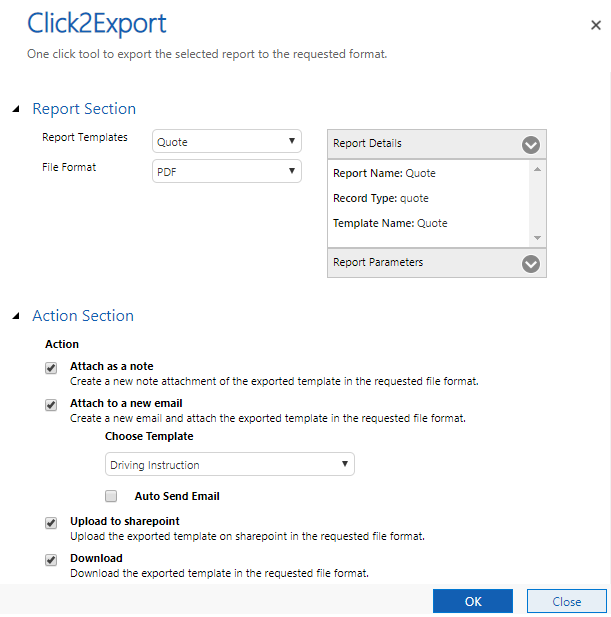 Click2Export
One click tool to export the selected report to the requested format.
Report Section
Report Templates
Quote
File Format
PDF
Report Details
Report Name: Quote
Record Type: quote
Template Name: Quote
Report Parameters
Action Section
Action
Attach as a note
Create a new note attachment of the exported template in the requested file format.
Attach to a new email
Create a new email and attach the exported template in the requested file format.
Choose Template
Driving Instruction
Auto Send Email
Upload to sharepoint
Upload the exported template on sharepoint in the requested file format.
Download
Download the exported template in the requested file format.
OK
Close